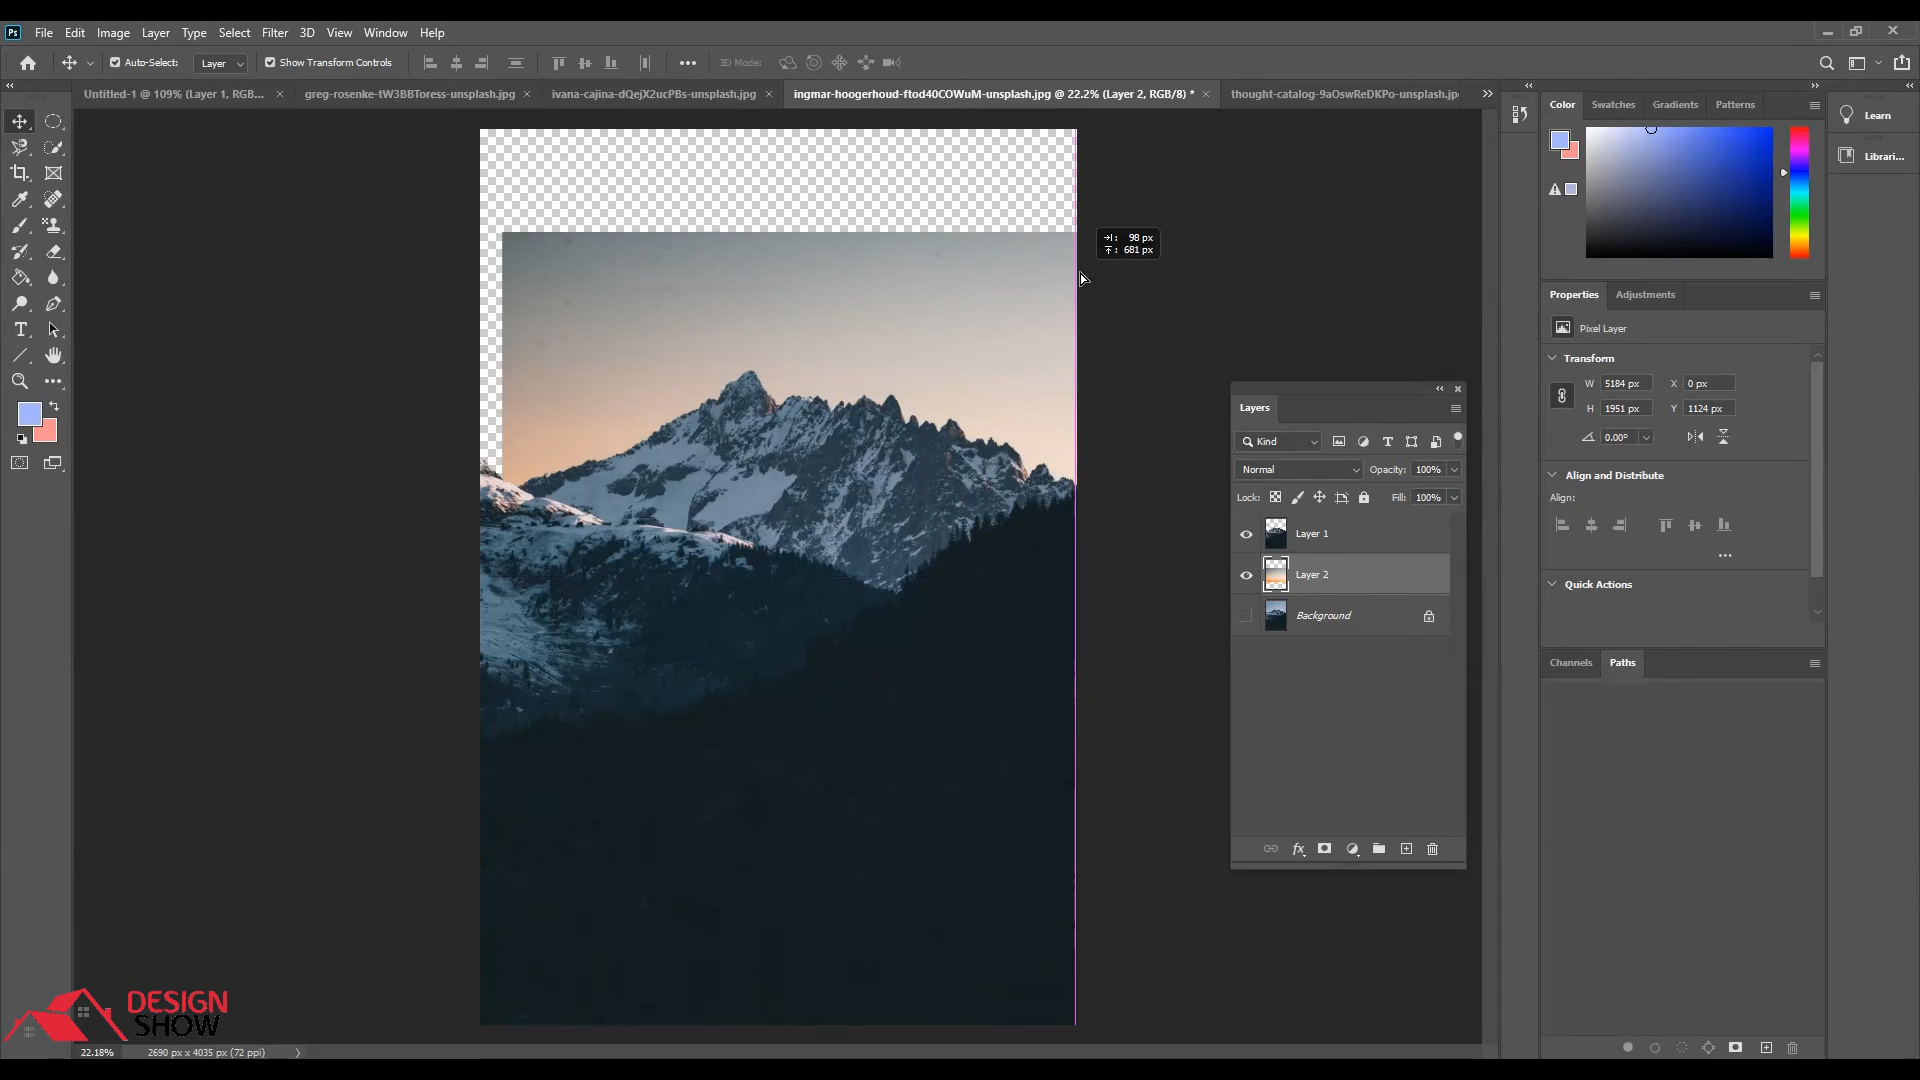 Ps File Edit Image Layer Type Select Filter 3D View Window Help
Auto-Select: Layer Show Transform Controls 3D Mode:
Untitled-1 @ 109% (Layer 1, RGB... × greg-rosenke-tW3BBToress-unsplash.jpg × ivana-cajina-dQejX2ucPBs-unsplash.jpg × ingmar-hoogerhoud-ftod40COWuM-unsplash.jpg @ 22.2% (Layer 2, RGB/8) * × thought-catalog-9aOswReDKPo-unsplash.jp
Color Swatches Gradients Patterns
Learn
Librari...
98 px
681 px
Properties Adjustments
Pixel Layer
Transform
W 5184 px X 0 px
H 1951 px Y 1124 px
0.00°
Align and Distribute
Align:
Quick Actions
Channels Paths
Layers
Kind
Normal Opacity: 100%
Lock: Fill: 100%
Layer 1
Layer 2
Background
fx
DESIGN
SHOW
22.18% 2690 px x 4035 px (72 ppi)